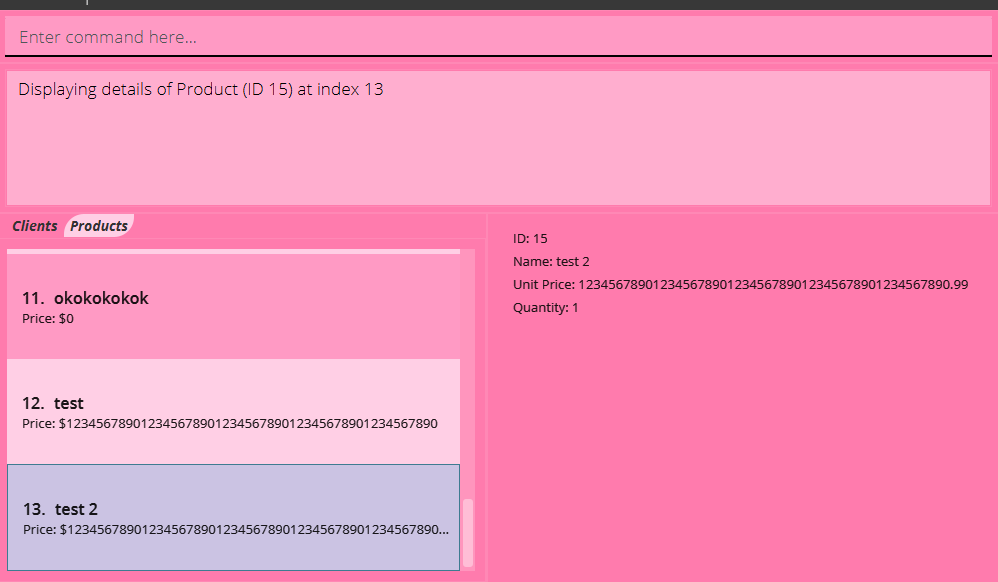 Enter command here...
Displaying details of Product (ID 15) at index 13
Clients Products
11. okokokokok
Price: $0
12. test
Price: $12345678901234567890123456789012345678901234567890
13. test 2
Price: $12345678901234567890123456789012345678901234567890...
ID: 15
Name: test 2
Unit Price: 12345678901234567890123456789012345678901234567890.99
Quantity: 1